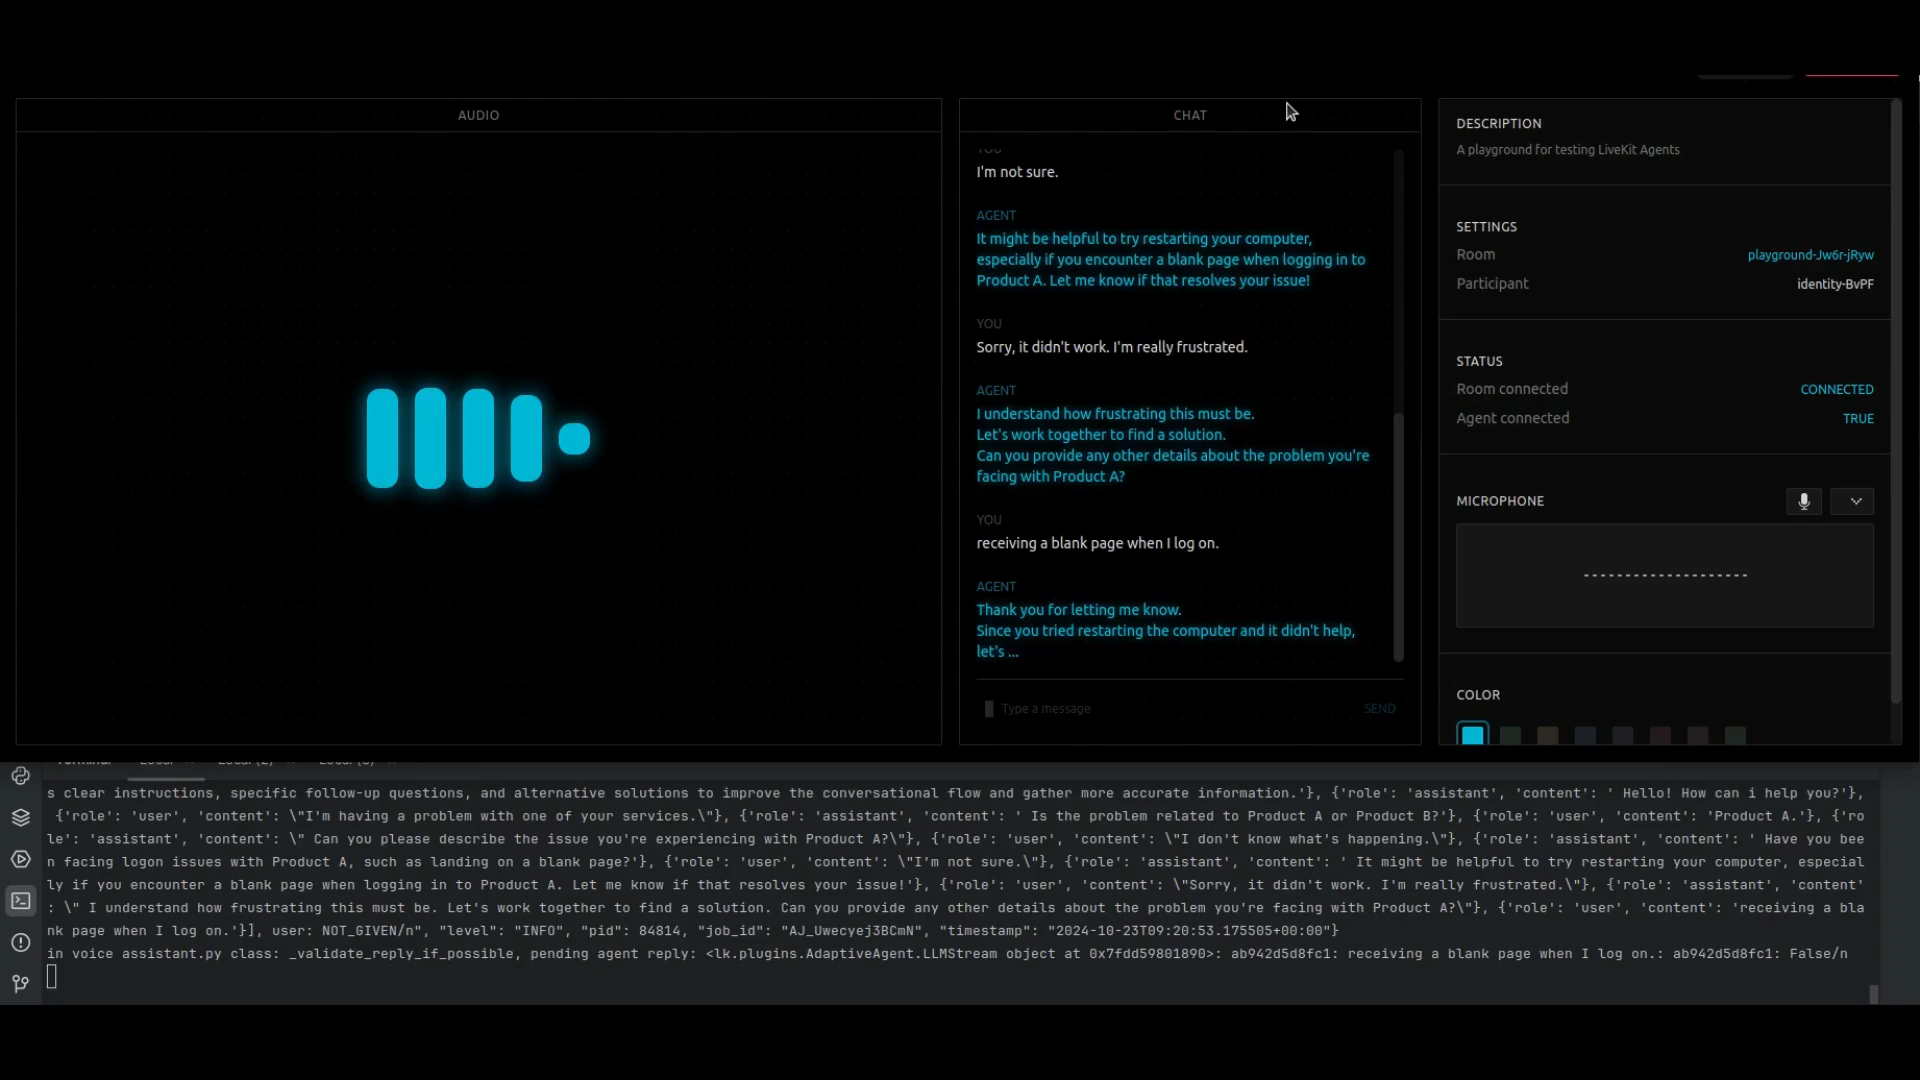 AUDIO
CHAT
YOU
I'm not sure.
AGENT
It might be helpful to try restarting your computer,
especially if you encounter a blank page when logging in to
Product A. Let me know if that resolves your issue!
YOU
Sorry, it didn't work. I'm really frustrated.
AGENT
I understand how frustrating this must be.
Let's work together to find a solution.
Can you provide any other details about the problem you're
facing with Product A?
YOU
receiving a blank page when I log on.
AGENT
Thank you for letting me know.
Since you tried restarting the computer and it didn't help,
let's ...
Type a message SEND
DESCRIPTION
A playground for testing LiveKit Agents
SETTINGS
Room playground-Jw6r-jRyw
Participant identity-BvPF
STATUS
Room connected CONNECTED
Agent connected TRUE
MICROPHONE
COLOR
s clear instructions, specific follow-up questions, and alternative solutions to improve the conversational flow and gather more accurate information.'}, {'role': 'assistant', 'content': ' Hello! How can i help you?'},
{'role': 'user', 'content': \"I'm having a problem with one of your services.\"}, {'role': 'assistant', 'content': ' Is the problem related to Product A or Product B?'}, {'role': 'user', 'content': 'Product A.'}, {'ro
le': 'assistant', 'content': \" Can you please describe the issue you're experiencing with Product A?\"}, {'role': 'user', 'content': \"I don't know what's happening.\"}, {'role': 'assistant', 'content': ' Have you bee
n facing logon issues with Product A, such as landing on a blank page?'}, {'role': 'user', 'content': \"I'm not sure.\"}, {'role': 'assistant', 'content': ' It might be helpful to try restarting your computer, especial
ly if you encounter a blank page when logging in to Product A. Let me know if that resolves your issue!'}, {'role': 'user', 'content': \"Sorry, it didn't work. I'm really frustrated.\"}, {'role': 'assistant', 'content'
: \" I understand how frustrating this must be. Let's work together to find a solution. Can you provide any other details about the problem you're facing with Product A?\"}, {'role': 'user', 'content': 'receiving a bla
nk page when I log on.'}], user: NOT_GIVEN/n", "level": "INFO", "pid": 84814, "job_id": "AJ_Uwecyej3BCmN", "timestamp": "2024-10-23T09:20:53.175505+00:00"}
in voice assistant.py class: _validate_reply_if_possible, pending agent reply: <lk.plugins.AdaptiveAgent.LLMStream object at 0x7fdd59801890>: ab942d5d8fc1: receiving a blank page when I log on.: ab942d5d8fc1: False/n